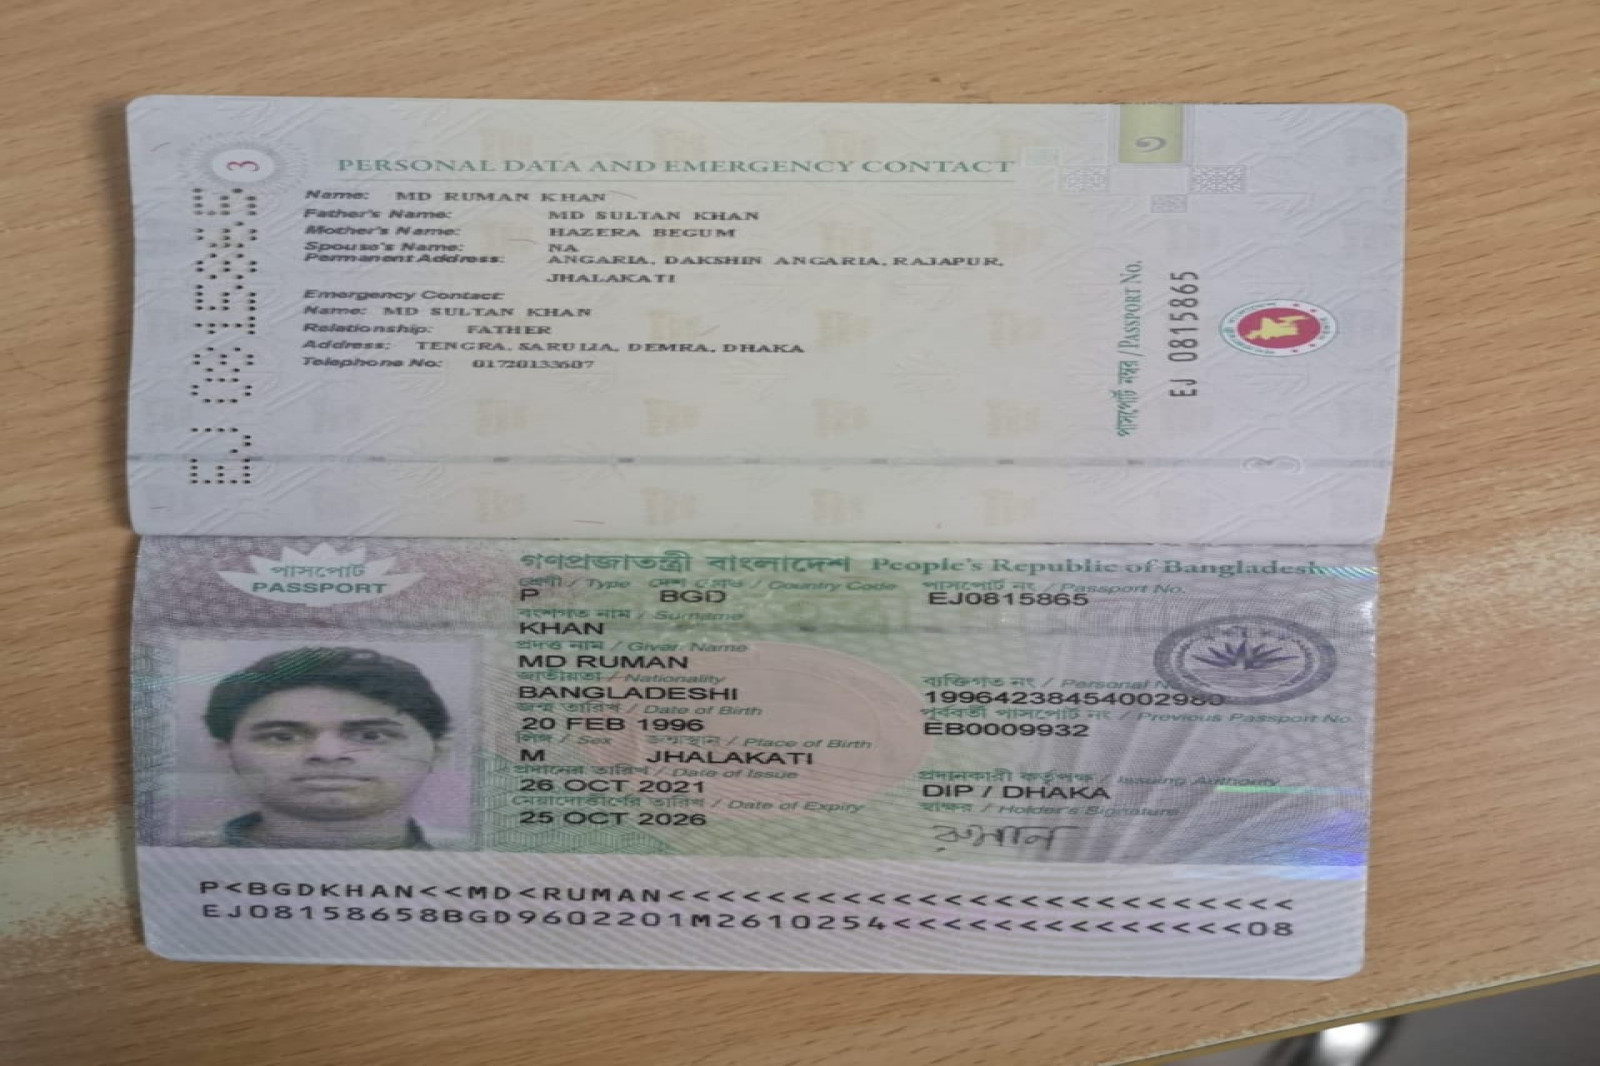 3
PERSONAL DATA AND EMERGENCY CONTACT
Name: MD RUMAN KHAN
Father's Name: MD SULTAN KHAN
Mother's Name: HAZERA BEGUM
Spouse's Name: NA
Permanent Address: ANGARIA, DAKSHIN ANGARIA, RAJAPUR,
JHALAKATI
Emergency Contact:
Name: MD SULTAN KHAN
Relationship: FATHER
Address: TENGRA, SARULIA, DEMRA, DHAKA
Telephone No: 01720133607
EJ 0815865
পাসপোর্ট নম্বর / PASSPORT No.
EJ 0815865
3
পাসপোর্ট
PASSPORT
গণপ্রজাতন্ত্রী বাংলাদেশ People's Republic of Bangladesh
শ্রেণী / Type দেশ কোড / Country Code পাসপোর্ট নং / Passport No.
P BGD EJ0815865
বংশগত নাম / Surname
KHAN
প্রদত্ত নাম / Given Name
MD RUMAN
জাতীয়তা / Nationality ব্যক্তিগত নং / Personal No.
BANGLADESHI 19964238454002980
জন্ম তারিখ / Date of Birth পূর্ববর্তী পাসপোর্ট নং / Previous Passport No.
20 FEB 1996 EB0009932
লিঙ্গ / Sex জন্মস্থান / Place of Birth
M JHALAKATI
প্রদানের তারিখ / Date of Issue প্রদানকারী কর্তৃপক্ষ / Issuing Authority
26 OCT 2021 DIP / DHAKA
মেয়াদোত্তীর্ণের তারিখ / Date of Expiry স্বাক্ষর / Holder's Signature
25 OCT 2026 রুমান
P<BGDKHAN<<MD<RUMAN<<<<<<<<<<<<<<<<<<<<<<<<<
EJ08158658BGD9602201M2610254<<<<<<<<<<<<<<08